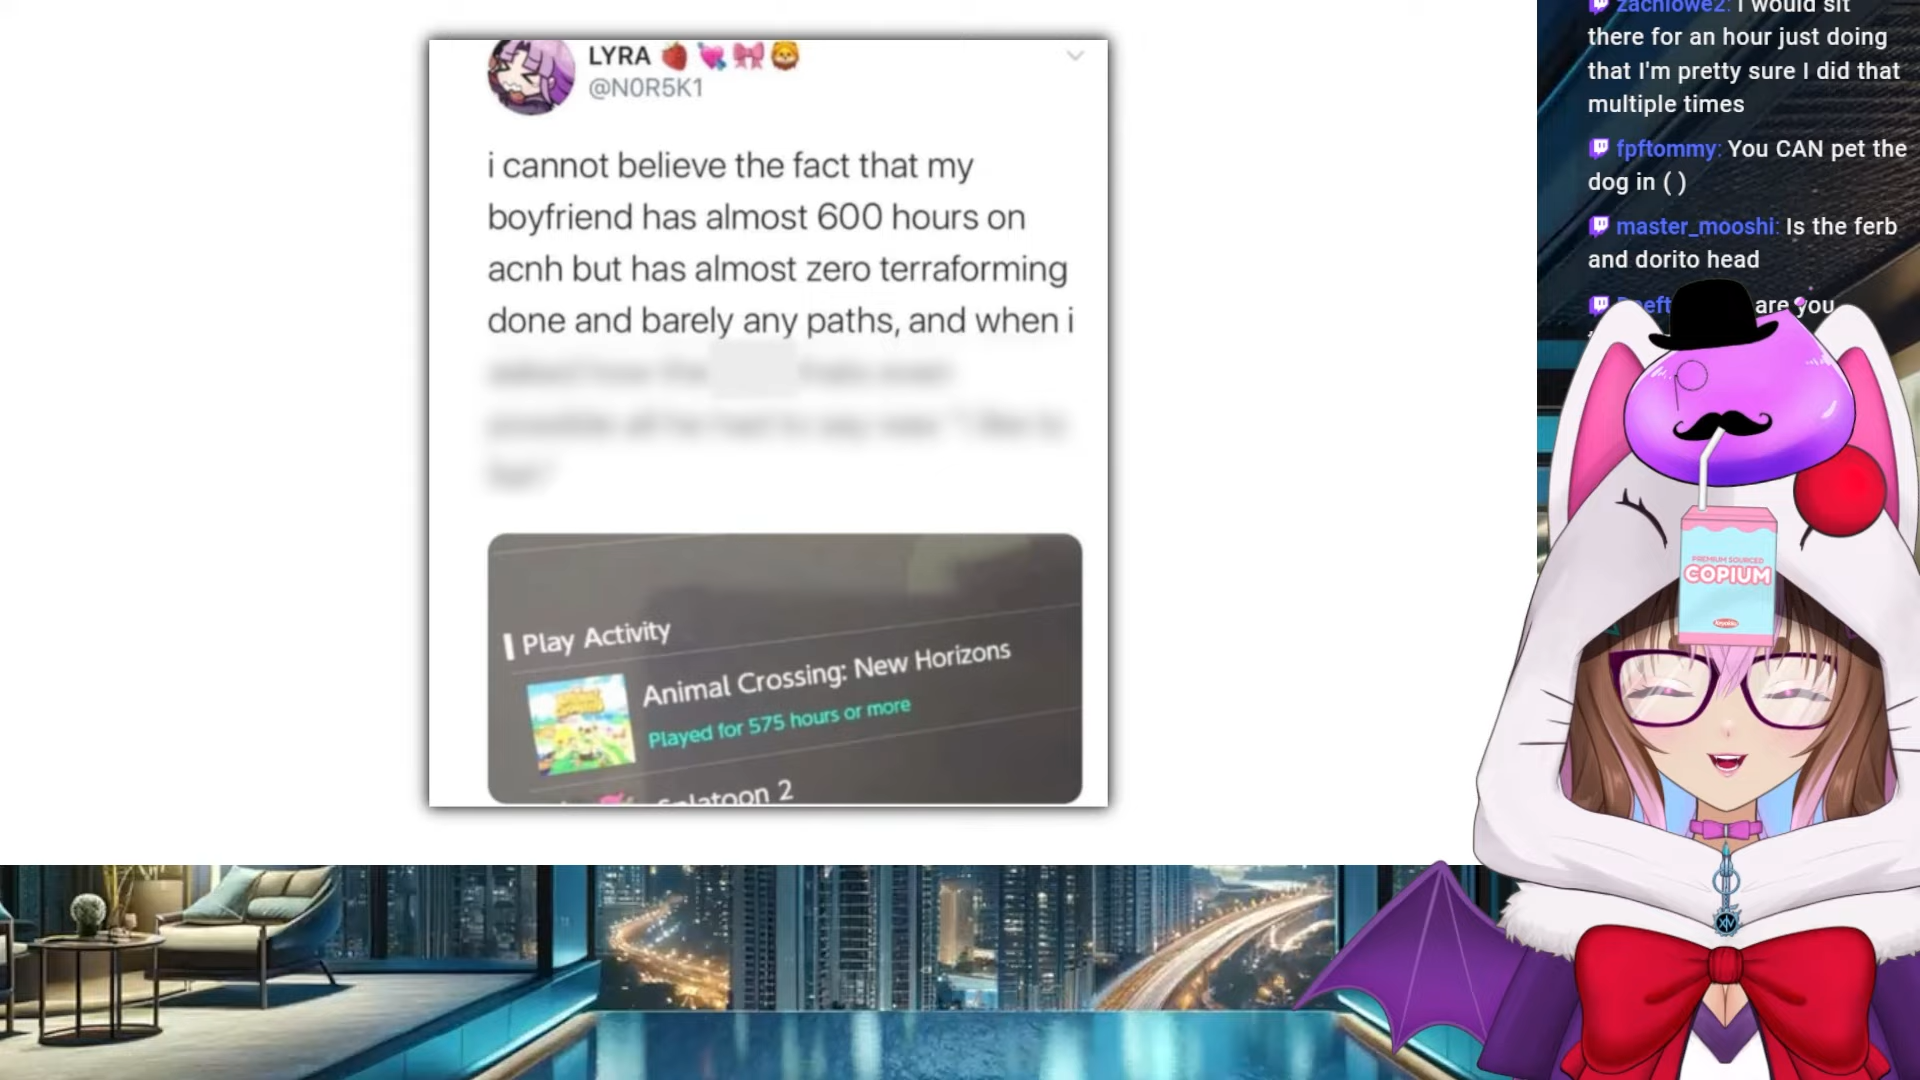 LYRA
@N0R5K1
i cannot believe the fact that my
boyfriend has almost 600 hours on
acnh but has almost zero terraforming
done and barely any paths, and when i
Play Activity
Animal Crossing: New Horizons
Played for 575 hours or more
Splatoon 2
zachlowe2: I would sit
there for an hour just doing
that I'm pretty sure I did that
multiple times
fpftommy: You CAN pet the
dog in ( )
master_mooshi: Is the ferb
and dorito head
are you
PREMIUM SOURCED
COPIUM
XIV